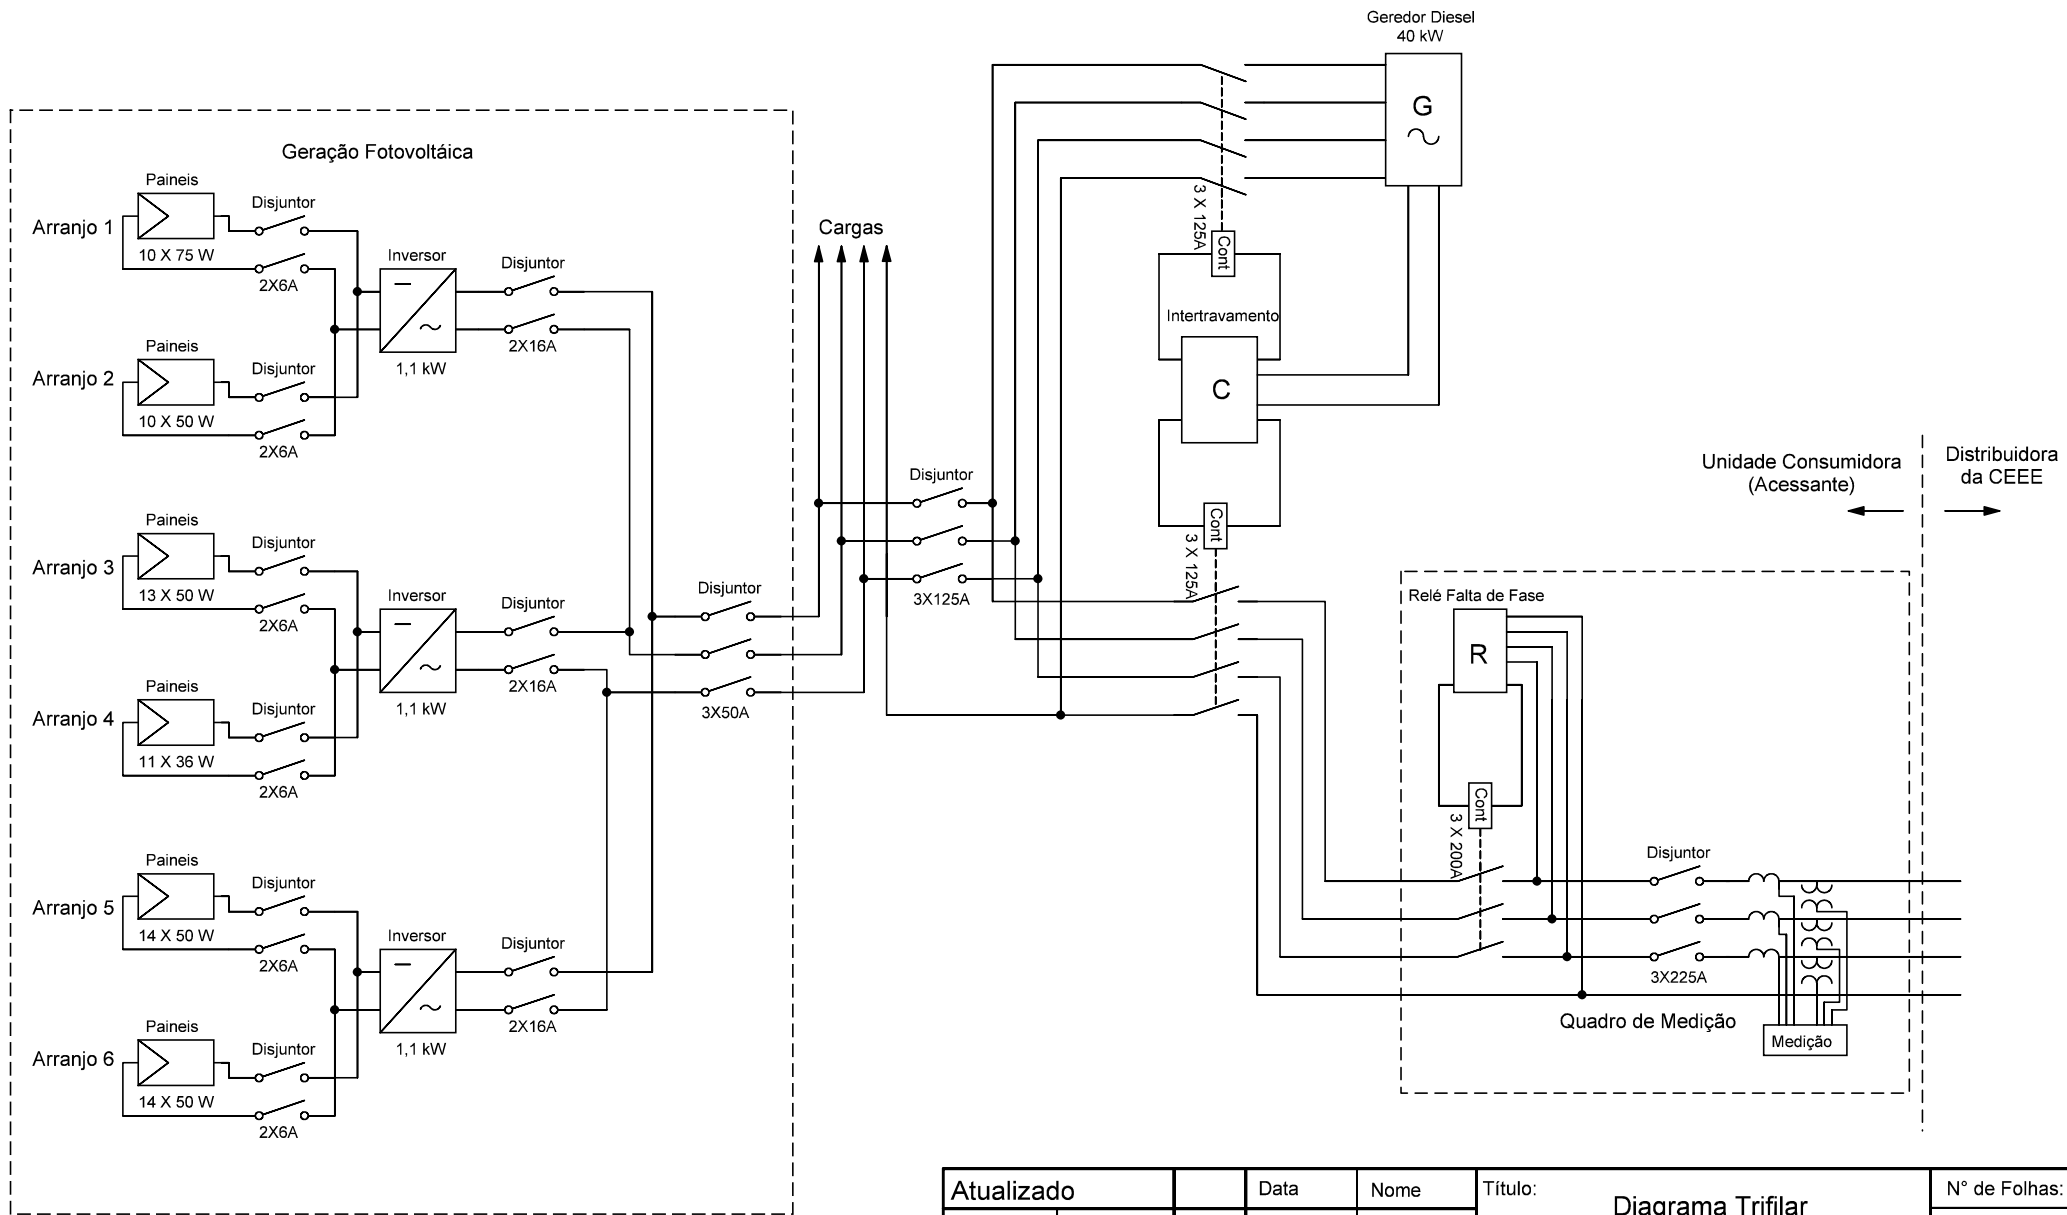 Geredor Diesel
40 kW
G
Geração Fotovoltáica
Paineis
Disjuntor
Arranjo 1
10 X 75 W
2X6A
Inversor
Disjuntor
2X16A
1,1 kW
Paineis
Disjuntor
Arranjo 2
10 X 50 W
2X6A
Cargas
3 X 125A
Cont
Intertravamento
C
Cont
3 X 125A
Disjuntor
3X125A
Unidade Consumidora
(Acessante)
Distribuidora
da CEEE
Paineis
Disjuntor
Arranjo 3
13 X 50 W
2X6A
Inversor
Disjuntor
2X16A
1,1 kW
Disjuntor
3X50A
Paineis
Disjuntor
Arranjo 4
11 X 36 W
2X6A
Relé Falta de Fase
R
Cont
3 X 200A
Disjuntor
3X225A
Quadro de Medição
Medição
Paineis
Disjuntor
Arranjo 5
14 X 50 W
2X6A
Inversor
Disjuntor
2X16A
1,1 kW
Paineis
Disjuntor
Arranjo 6
14 X 50 W
2X6A
Atualizado
Data
Nome
Título:
Diagrama Trifilar
N° de Folhas: